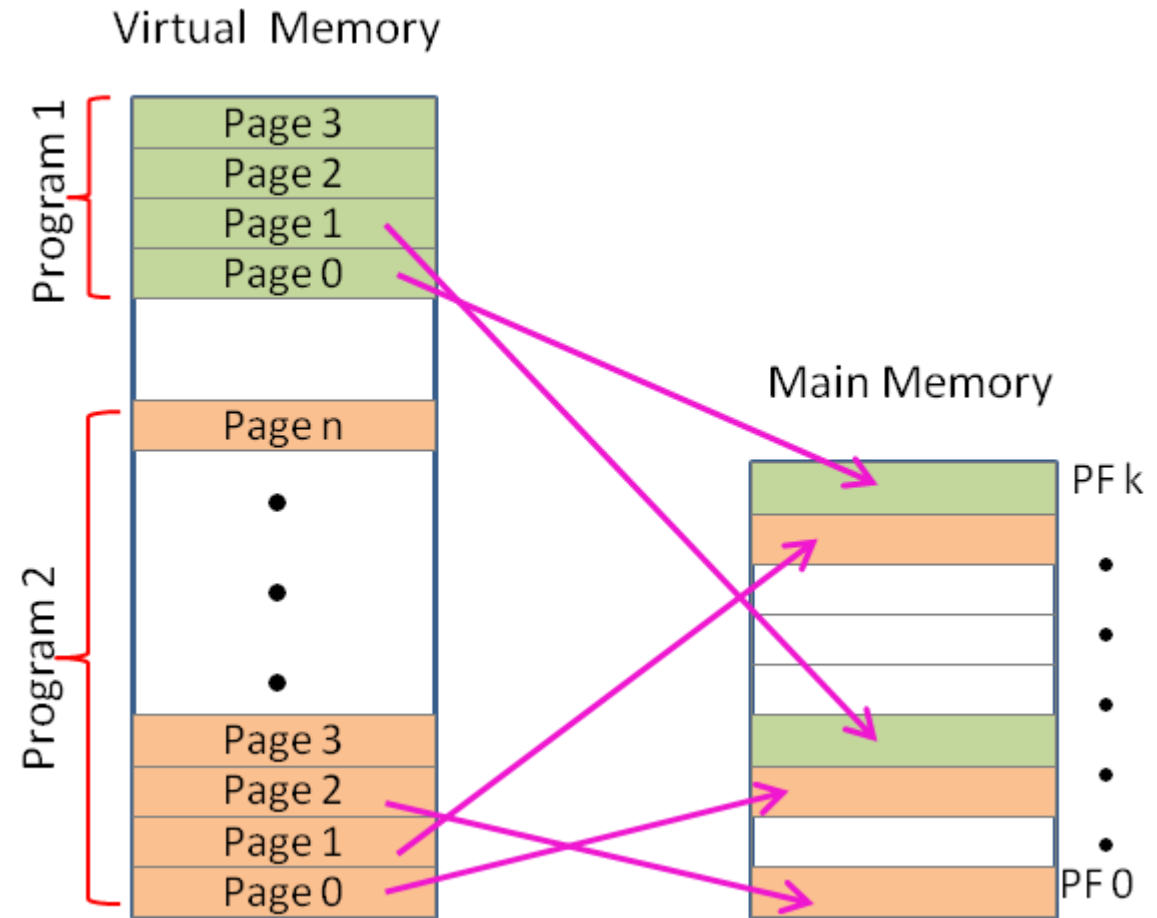 Virtual Memory
Program 1
Page 3
Page 2
Page 1
Page 0
Program 2
Page n
Page 3
Page 2
Page 1
Page 0
Main Memory
PF k
PF 0